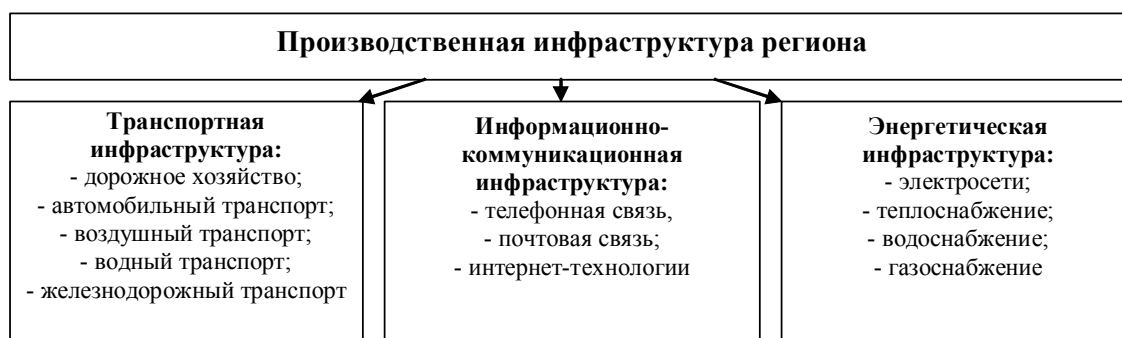 Производственная инфраструктура региона
Транспортная
инфраструктура:
- дорожное хозяйство;
- автомобильный транспорт;
- воздушный транспорт;
- водный транспорт;
- железнодорожный транспорт
Информационно-
коммуникационная
инфраструктура:
- телефонная связь,
- почтовая связь;
- интернет-технологии
Энергетическая
инфраструктура:
- электросети;
- теплоснабжение;
- водоснабжение;
- газоснабжение